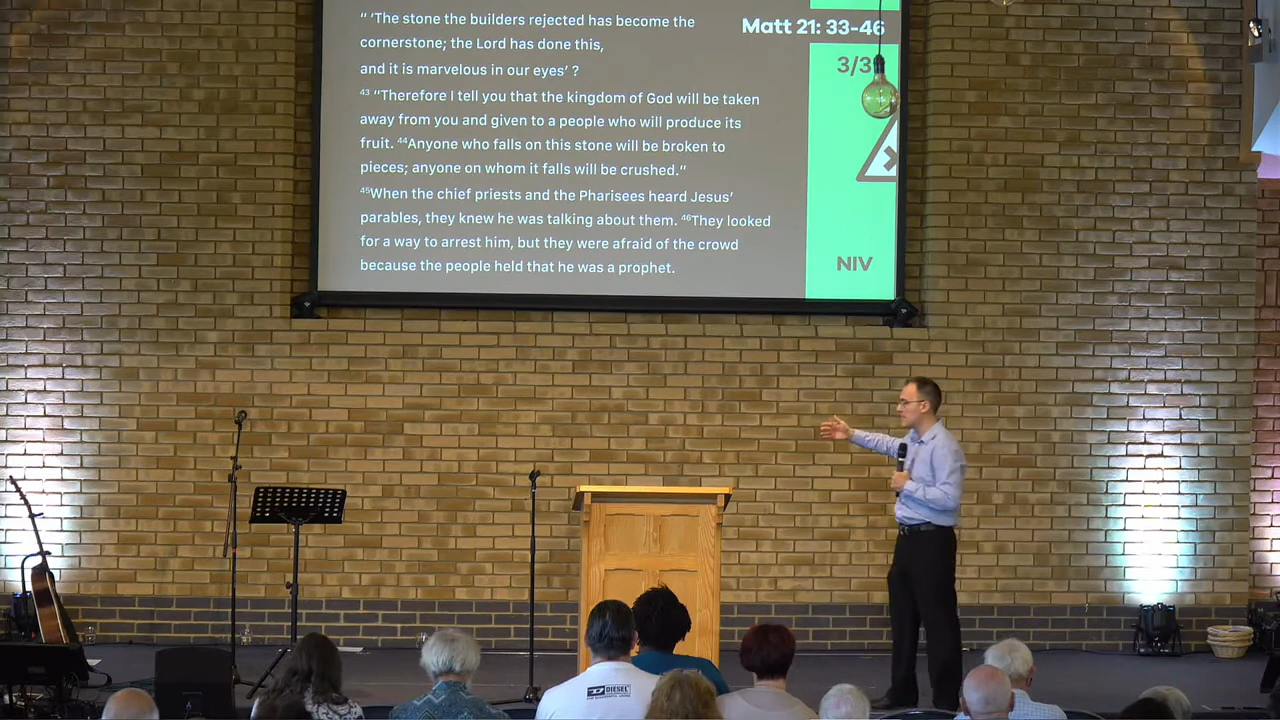 “ ‘The stone the builders rejected has become the
cornerstone; the Lord has done this,
and it is marvelous in our eyes’ ?
43 “Therefore I tell you that the kingdom of God will be taken
away from you and given to a people who will produce its
fruit. 44Anyone who falls on this stone will be broken to
pieces; anyone on whom it falls will be crushed.”
45When the chief priests and the Pharisees heard Jesus’
parables, they knew he was talking about them. 46They looked
for a way to arrest him, but they were afraid of the crowd
because the people held that he was a prophet.
Matt 21: 33-46
3/3
NIV
DIESEL